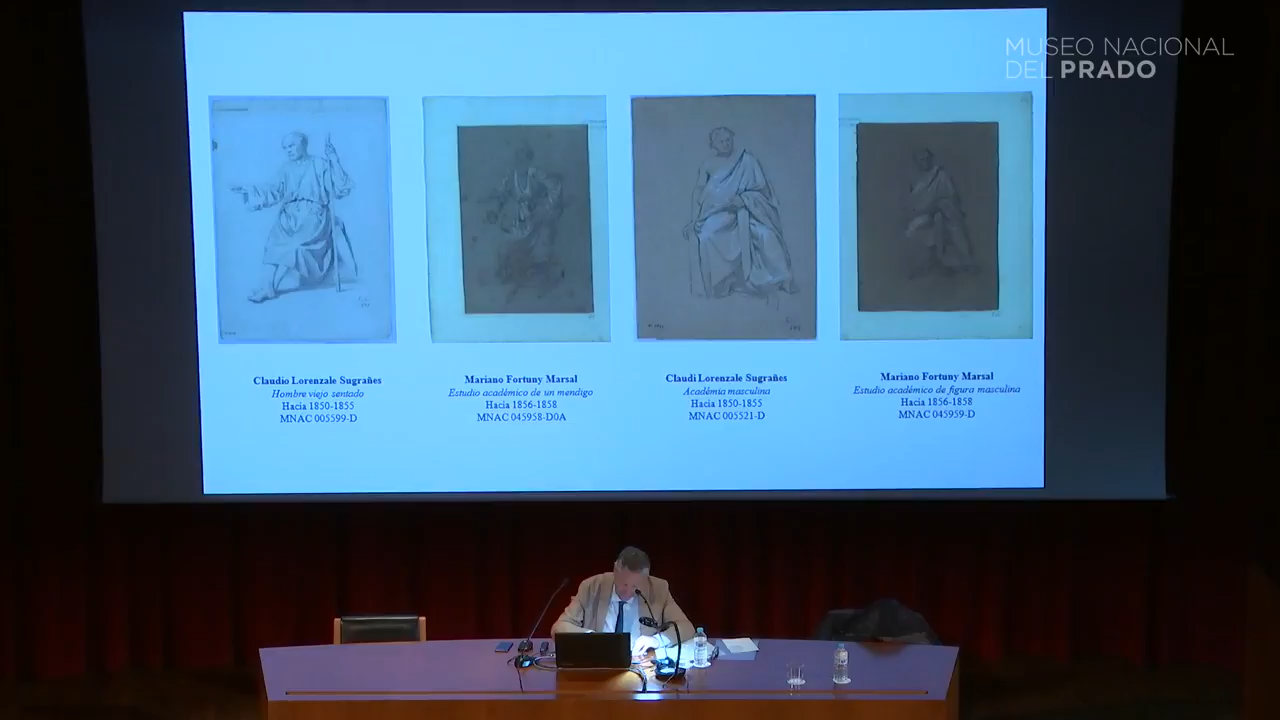 MUSEO NACIONAL
DEL PRADO
Claudio Lorenzale Sugrañes
Hombre viejo sentado
Hacia 1850-1855
MNAC 005599-D
Mariano Fortuny Marsal
Estudio académico de un mendigo
Hacia 1856-1858
MNAC 045958-D0A
Claudi Lorenzale Sugrañes
Acadèmia masculina
Hacia 1850-1855
MNAC 005521-D
Mariano Fortuny Marsal
Estudio académico de figura masculina
Hacia 1856-1858
MNAC 045959-D